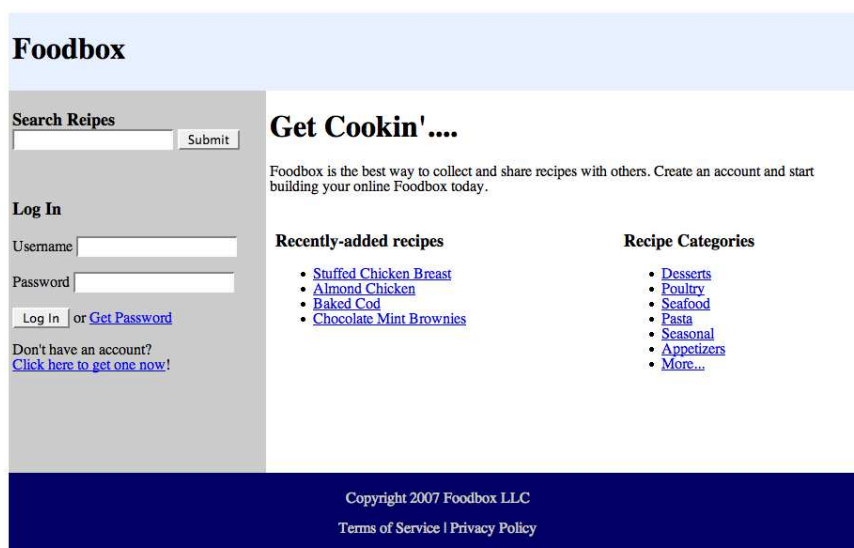 Foodbox
Search Reipes
Submit
Log In
Username
Password
Log In or Get Password
Don't have an account?
Click here to get one now!
Get Cookin'....
Foodbox is the best way to collect and share recipes with others. Create an account and start
building your online Foodbox today.
Recently-added recipes
Stuffed Chicken Breast
Almond Chicken
Baked Cod
Chocolate Mint Brownies
Recipe Categories
Desserts
Poultry
Seafood
Pasta
Seasonal
Appetizers
More...
Copyright 2007 Foodbox LLC
Terms of Service | Privacy Policy